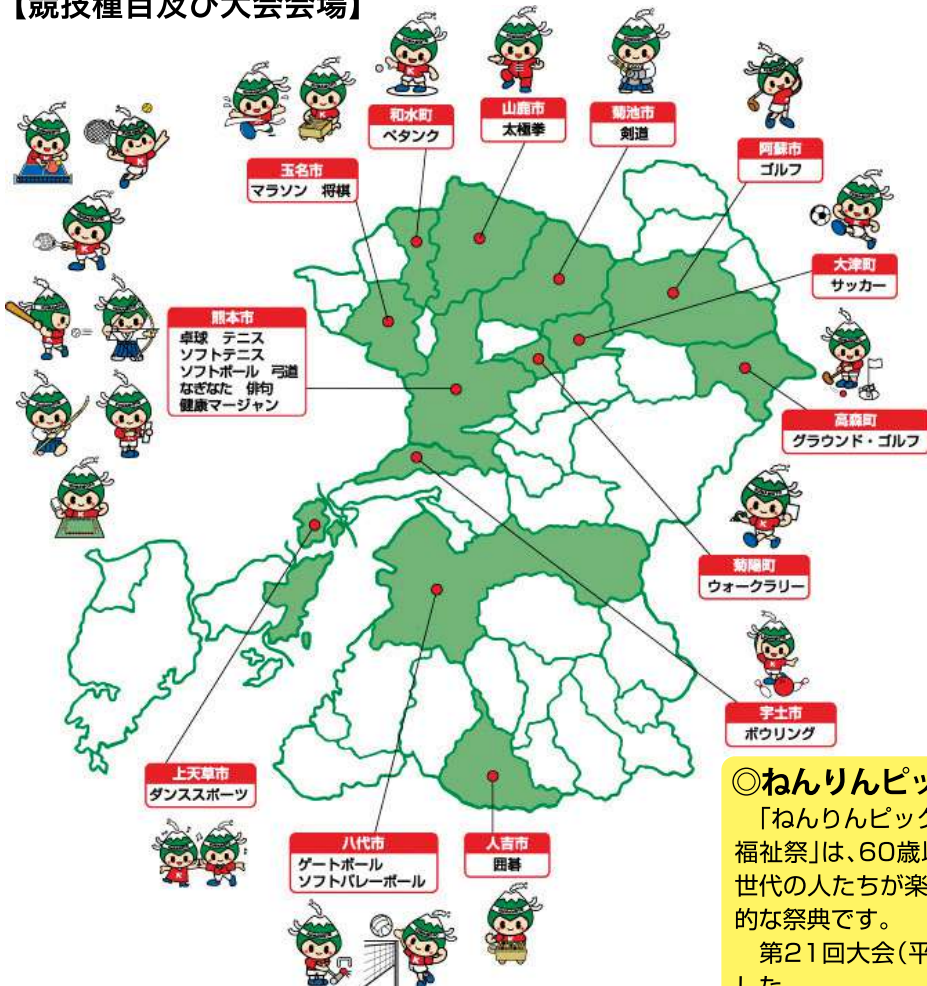 【競技種目及び大会会場】
和水町
ペタンク
山鹿市
太極拳
菊池市
剣道
阿蘇市
ゴルフ
玉名市
マラソン 将棋
大津町
サッカー
熊本市
卓球 テニス
ソフトテニス
ソフトボール 弓道
なぎなた 俳句
健康マージャン
高森町
グラウンド・ゴルフ
菊陽町
ウォークラリー
宇土市
ボウリング
上天草市
ダンススポーツ
八代市
ゲートボール
ソフトバレーボール
人吉市
囲碁
◎ねんりんピッ
「ねんりんピック
福祉祭」は、60歳以
世代の人たちが楽
的な祭典です。
第21回大会(平
した